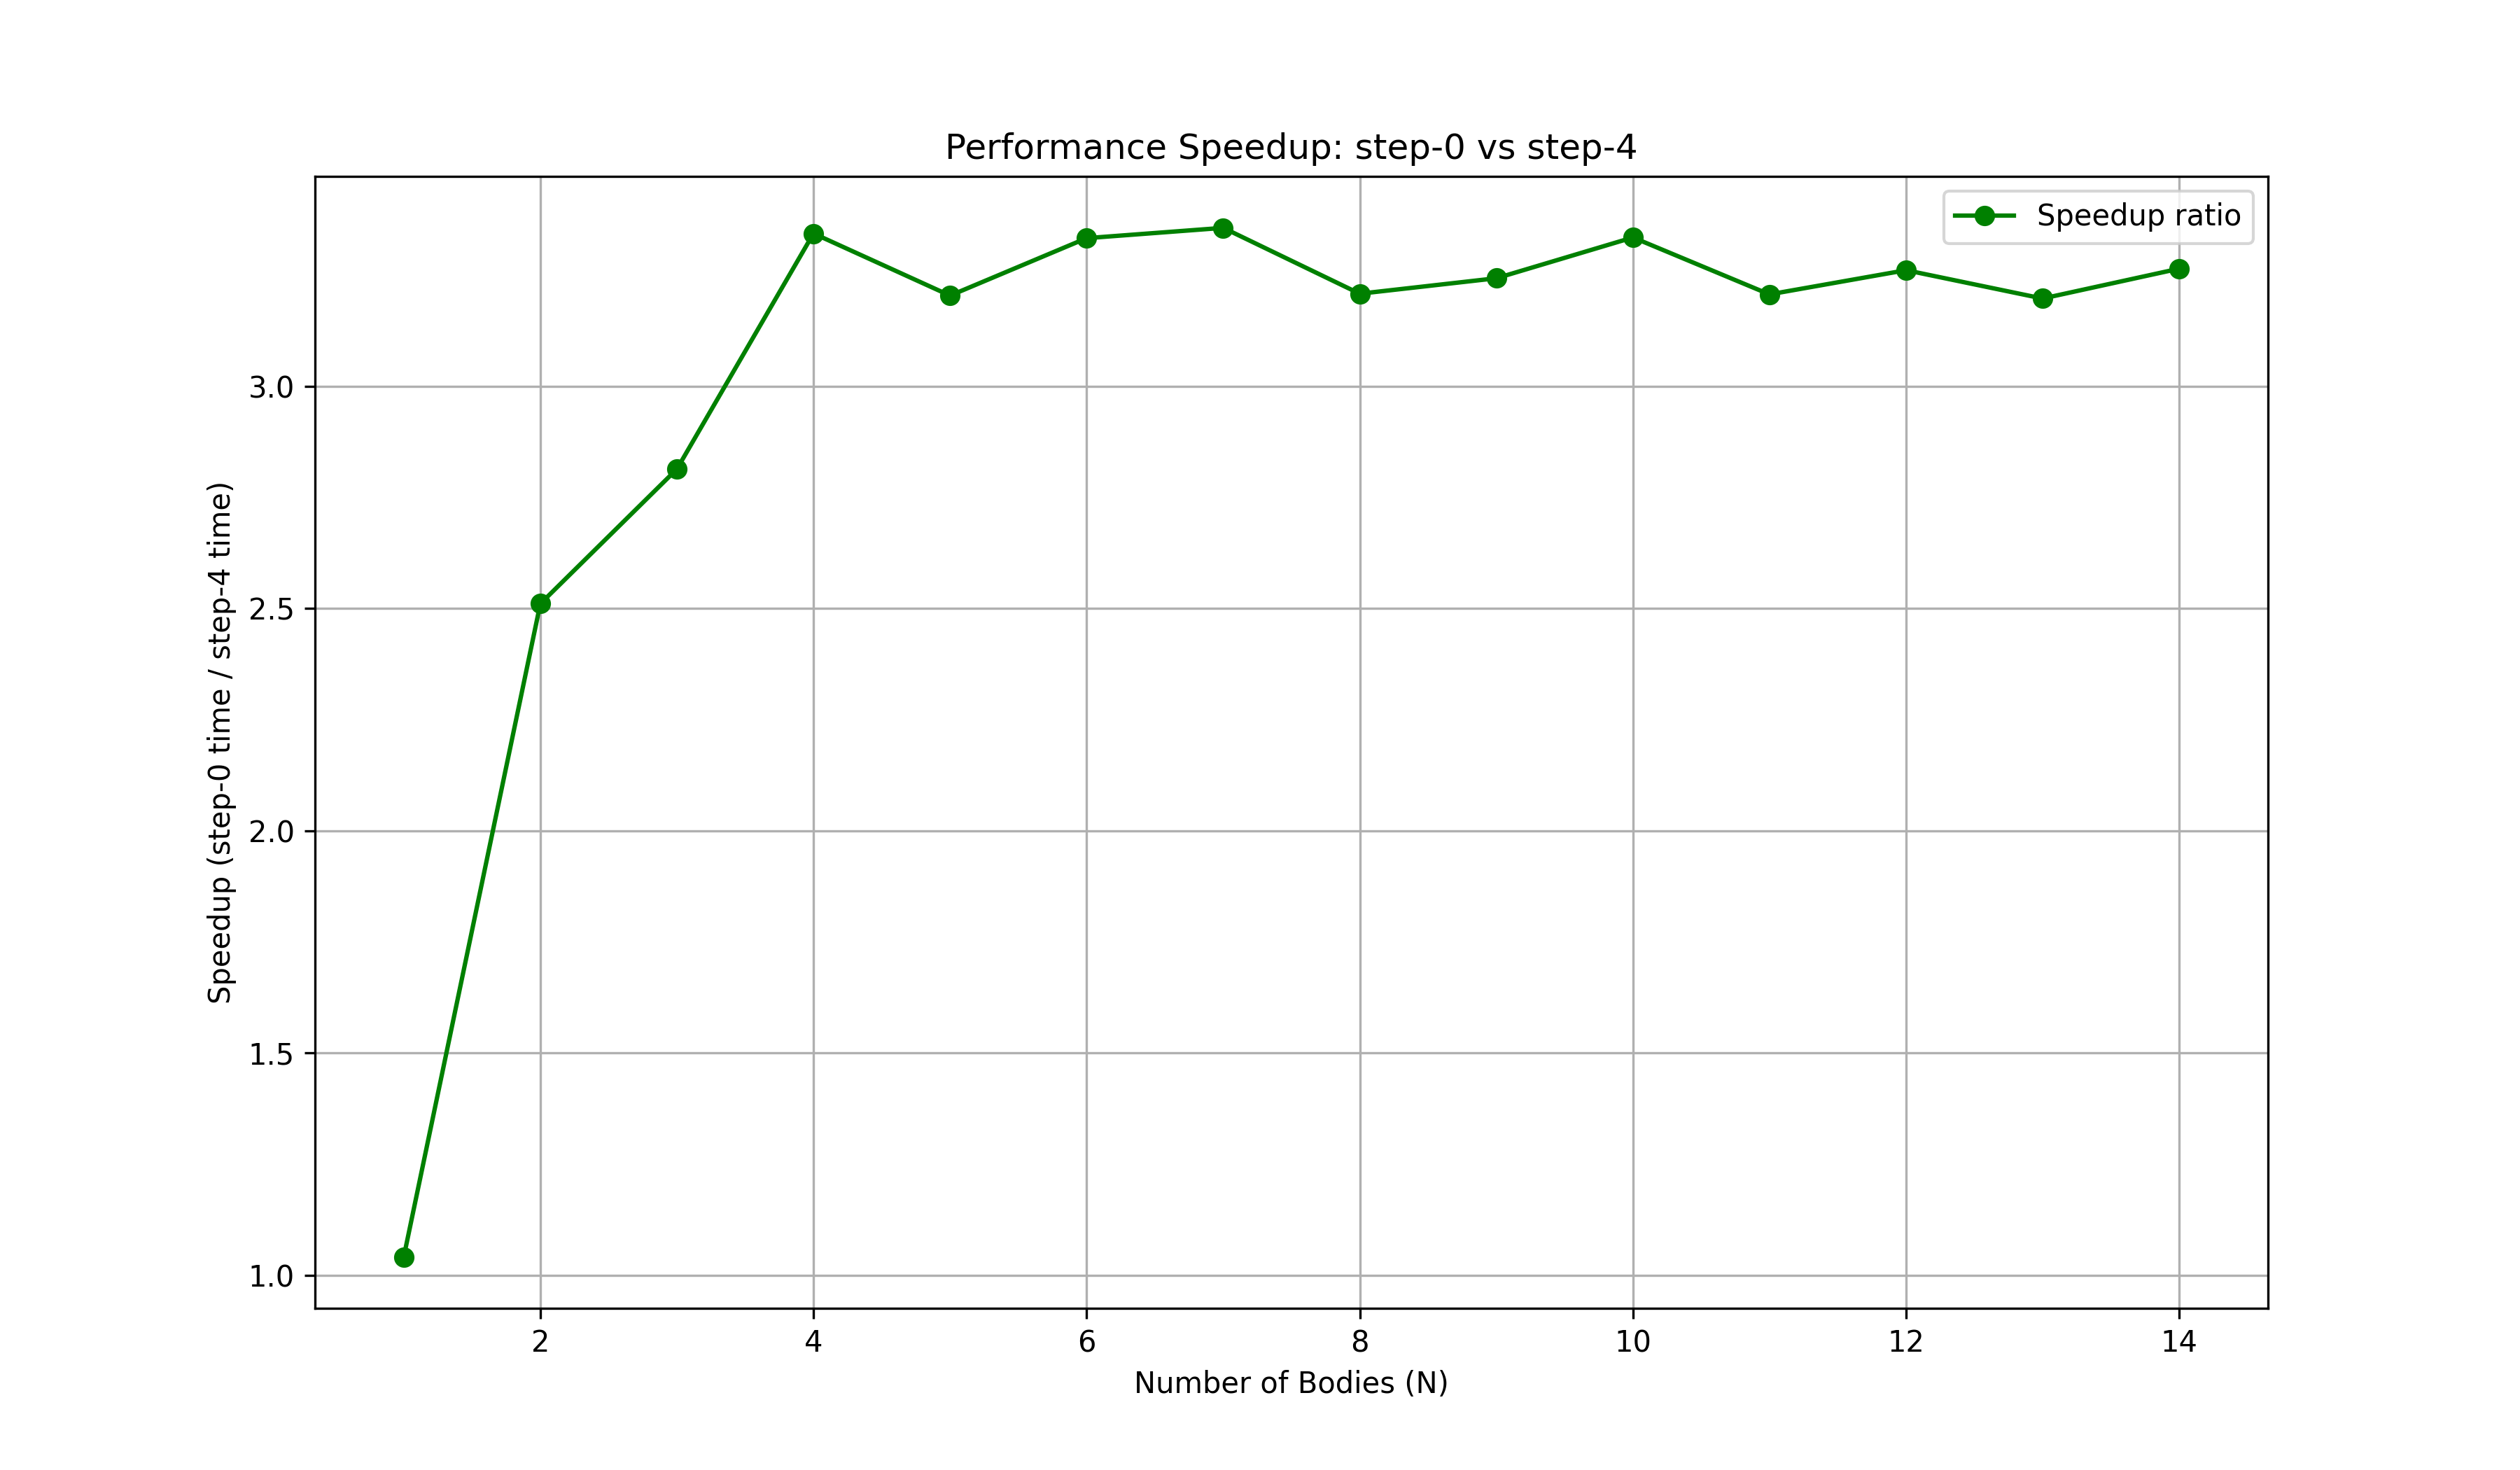 Performance Speedup: step-0 vs step-4
Speedup ratio
Speedup (step-0 time / step-4 time)
3.0
2.5
2.0
1.5
1.0
2 4 6 8 10 12 14
Number of Bodies (N)